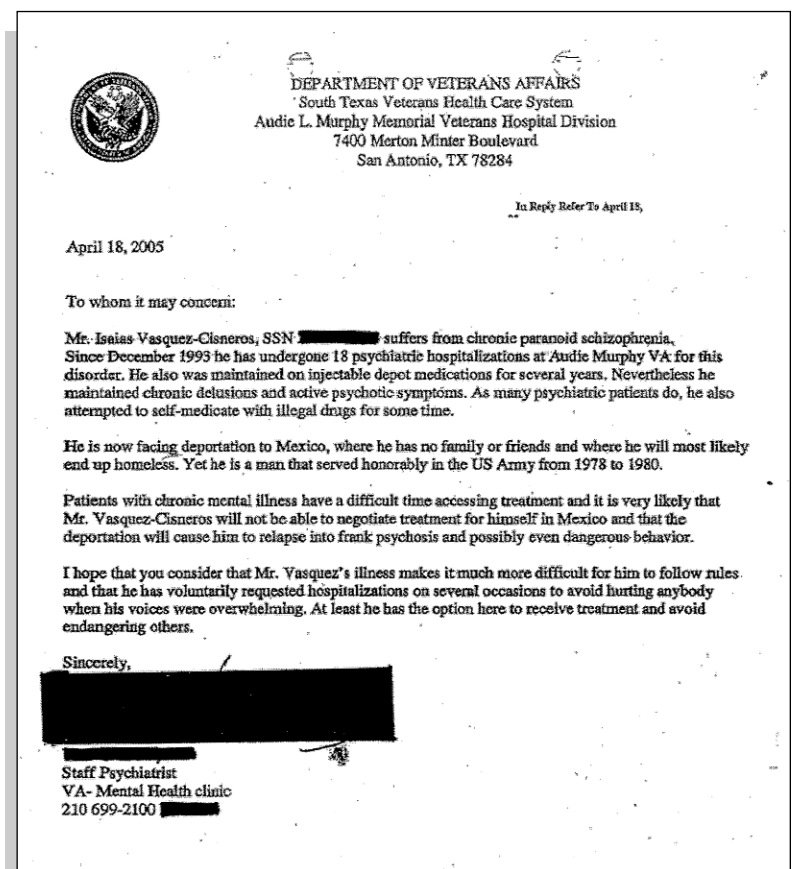 DEPARTMENT OF VETERANS AFFAIRS
South Texas Veterans Health Care System
Audie L. Murphy Memorial Veterans Hospital Division
7400 Merton Minter Boulevard
San Antonio, TX 78284
In Reply Refer To April 18,
April 18, 2005
To whom it may concern:
Mr. Isaias Vasquez-Cisneros, SSN suffers from chronic paranoid schizophrenia.
Since December 1993 he has undergone 18 psychiatric hospitalizations at Audie Murphy VA for this
disorder. He also was maintained on injectable depot medications for several years. Nevertheless he
maintained chronic delusions and active psychotic symptoms. As many psychiatric patients do, he also
attempted to self-medicate with illegal drugs for some time.
He is now facing deportation to Mexico, where he has no family or friends and where he will most likely
end up homeless. Yet he is a man that served honorably in the US Army from 1978 to 1980.
Patients with chronic mental illness have a difficult time accessing treatment and it is very likely that
Mr. Vasquez-Cisneros will not be able to negotiate treatment for himself in Mexico and that the
deportation will cause him to relapse into frank psychosis and possibly even dangerous behavior.
I hope that you consider that Mr. Vasquez's illness makes it much more difficult for him to follow rules
and that he has voluntarily requested hospitalizations on several occasions to avoid hurting anybody
when his voices were overwhelming. At least he has the option here to receive treatment and avoid
endangering others.
Sincerely,
Staff Psychiatrist
VA- Mental Health clinic
210 699-2100